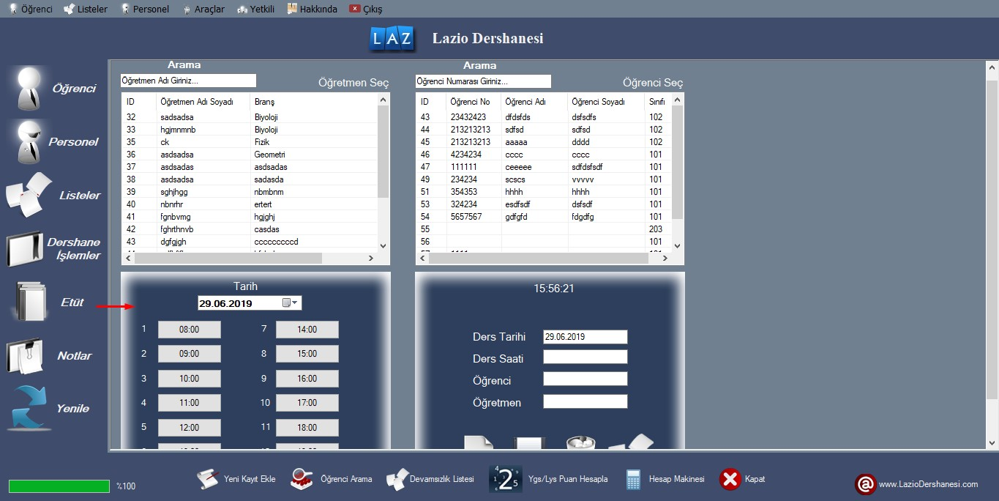 Öğrenci Listeler Personel Araçlar Yetkili Hakkında Çıkış
LAZ Lazio Dershanesi
Öğrenci
Personel
Listeler
Dershane
İşlemler
Etüt
Notlar
Yenile
Arama
Öğretmen Adı Giriniz... Öğretmen Seç
ID Öğretmen Adı Soyadı Branş
32 sadsadsa Biyoloji
33 hgjmnmnb Biyoloji
35 ck Fizik
36 asdsadsa Geometri
37 asdsadas asdsadas
38 asdsadsa sadasda
39 sghjhgg nbmbnm
40 nbnrhr ertert
41 fgnbvmg hgjghj
42 fghrthnvb casdas
43 dgfgjgh cccccccccd
Arama
Öğrenci Numarası Giriniz... Öğrenci Seç
ID Öğrenci No Öğrenci Adı Öğrenci Soyadı Sınıfı
43 23432423 dfdsfds dsfsdfs 102
44 213213213 sdfsd sdfsd 102
45 213213213 aaaaa dddd 102
46 4234234 cccc cccc 101
47 111111 ceeeee sdfdsfsdf 101
49 234234 scscs vvvvv 101
51 354353 hhhh hhhh 101
53 324234 esdfsdf dsfsdf 101
54 5657567 gdfgfd fdgdfg 101
55 203
56 101
Tarih
29.06.2019
1 08:00 7 14:00
2 09:00 8 15:00
3 10:00 9 16:00
4 11:00 10 17:00
5 12:00 11 18:00
15:56:21
Ders Tarihi 29.06.2019
Ders Saati
Öğrenci
Öğretmen
%100 Yeni Kayıt Ekle Öğrenci Arama Devamsızlık Listesi Ygs/Lys Puan Hesapla Hesap Makinesi Kapat www.LazioDershanesi.com